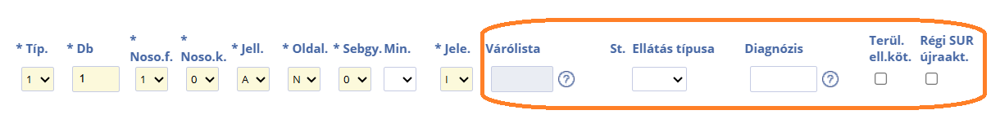 * Típ. * Db * Noso.f. * Noso.k. * Jell. * Oldal. * Sebgy. Min. * Jele. Várólista St. Ellátás típusa Diagnózis Terül. ell.köt. Régi SUR újraakt.
1 1 1 0 A N 0 I ? ?